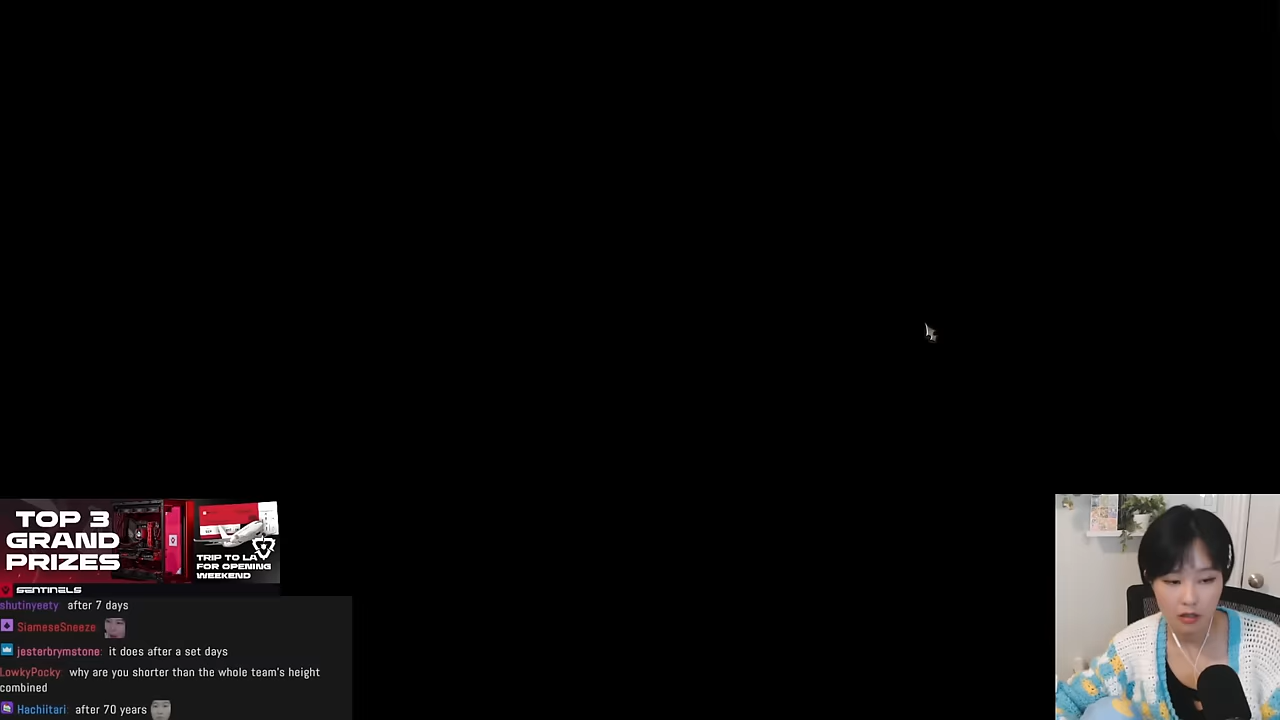 TOP 3
GRAND
PRIZES
TRIP TO LA
FOR OPENING
WEEKEND
SENTINELS
shutinyeety after 7 days
SiameseSneeze
jesterbrymstone: it does after a set days
LowkyPocky: why are you shorter than the whole team's height
combined
Hachiitari: after 70 years